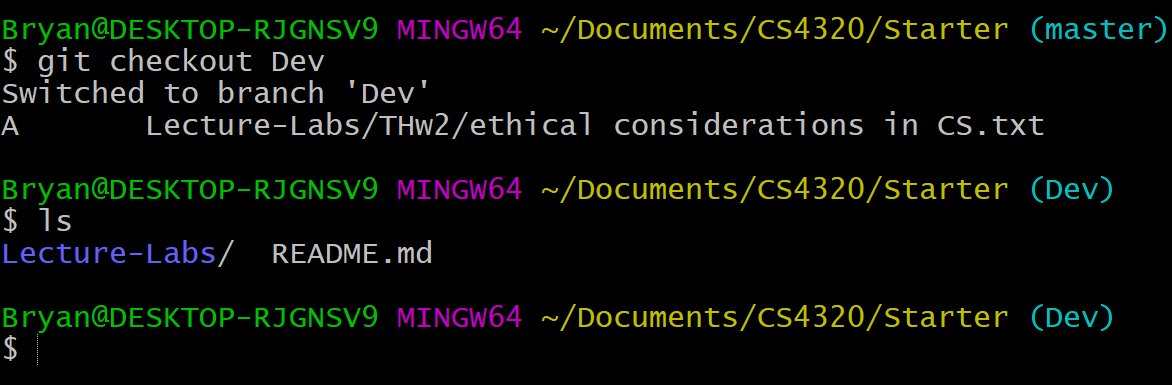 Bryan@DESKTOP-RJGNSV9 MINGW64 ~/Documents/CS4320/Starter (master)
$ git checkout Dev
Switched to branch 'Dev'
A       Lecture-Labs/THw2/ethical considerations in CS.txt
Bryan@DESKTOP-RJGNSV9 MINGW64 ~/Documents/CS4320/Starter (Dev)
$ ls
Lecture-Labs/  README.md
Bryan@DESKTOP-RJGNSV9 MINGW64 ~/Documents/CS4320/Starter (Dev)
$